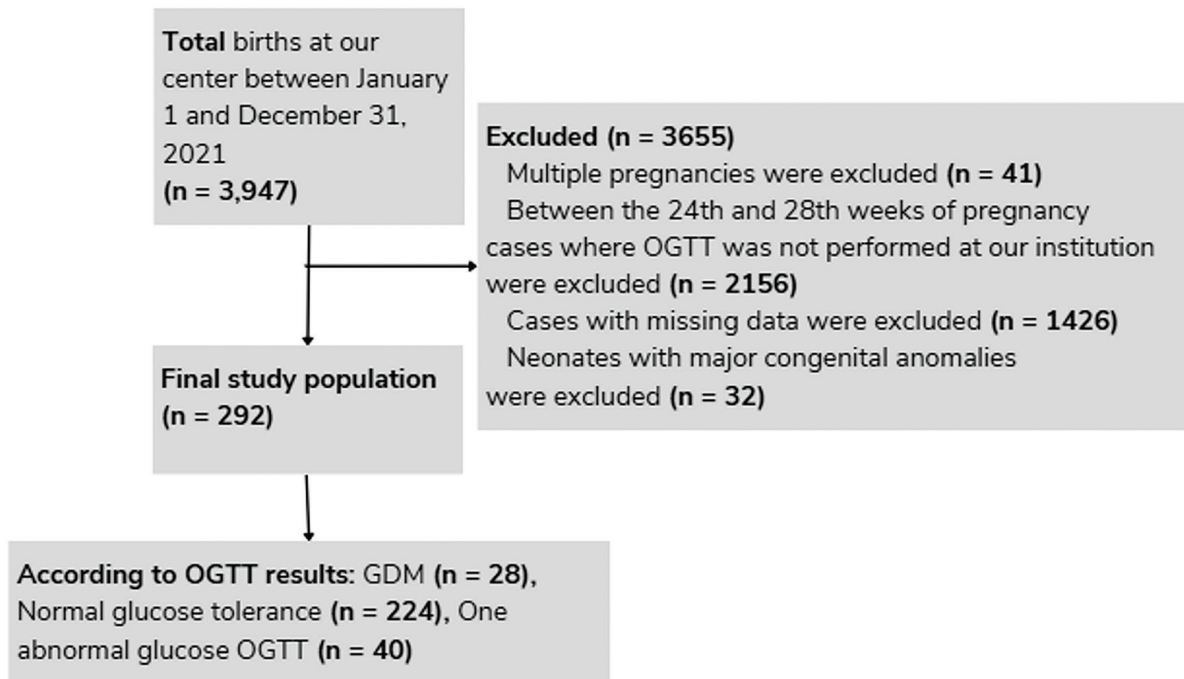 Total births at our
center between January
1 and December 31,
2021
(n = 3,947)
Excluded (n = 3655)
Multiple pregnancies were excluded (n = 41)
Between the 24th and 28th weeks of pregnancy
cases where OGTT was not performed at our institution
were excluded (n = 2156)
Cases with missing data were excluded (n = 1426)
Neonates with major congenital anomalies
were excluded (n = 32)
Final study population
(n = 292)
According to OGTT results: GDM (n = 28),
Normal glucose tolerance (n = 224), One
abnormal glucose OGTT (n = 40)